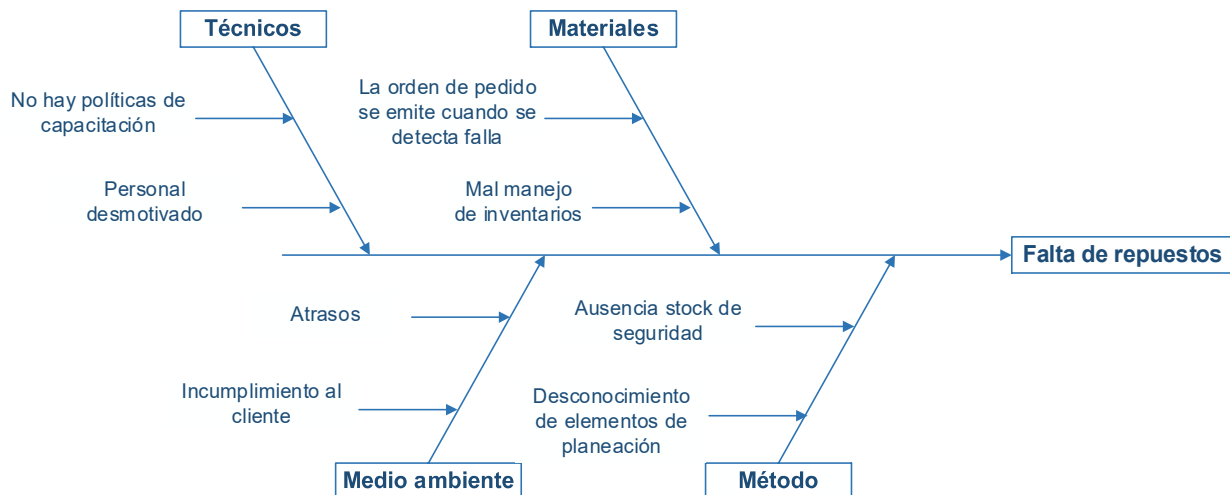 Técnicos
Materiales
No hay políticas de
capacitación
La orden de pedido
se emite cuando se
detecta falla
Personal
desmotivado
Mal manejo
de inventarios
Falta de repuestos
Atrasos
Ausencia stock de
seguridad
Incumplimiento al
cliente
Desconocimiento
de elementos de
planeación
Medio ambiente
Método